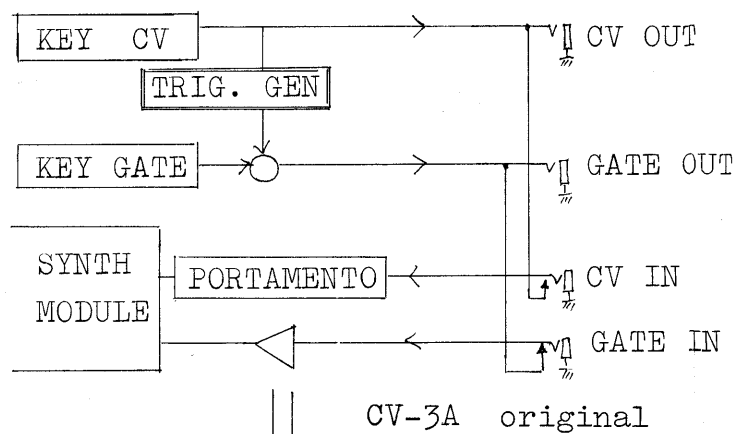 KEY CV
CV OUT
TRIG. GEN
KEY GATE
GATE OUT
SYNTH
MODULE
PORTAMENTO
CV IN
GATE IN
CV-3A original